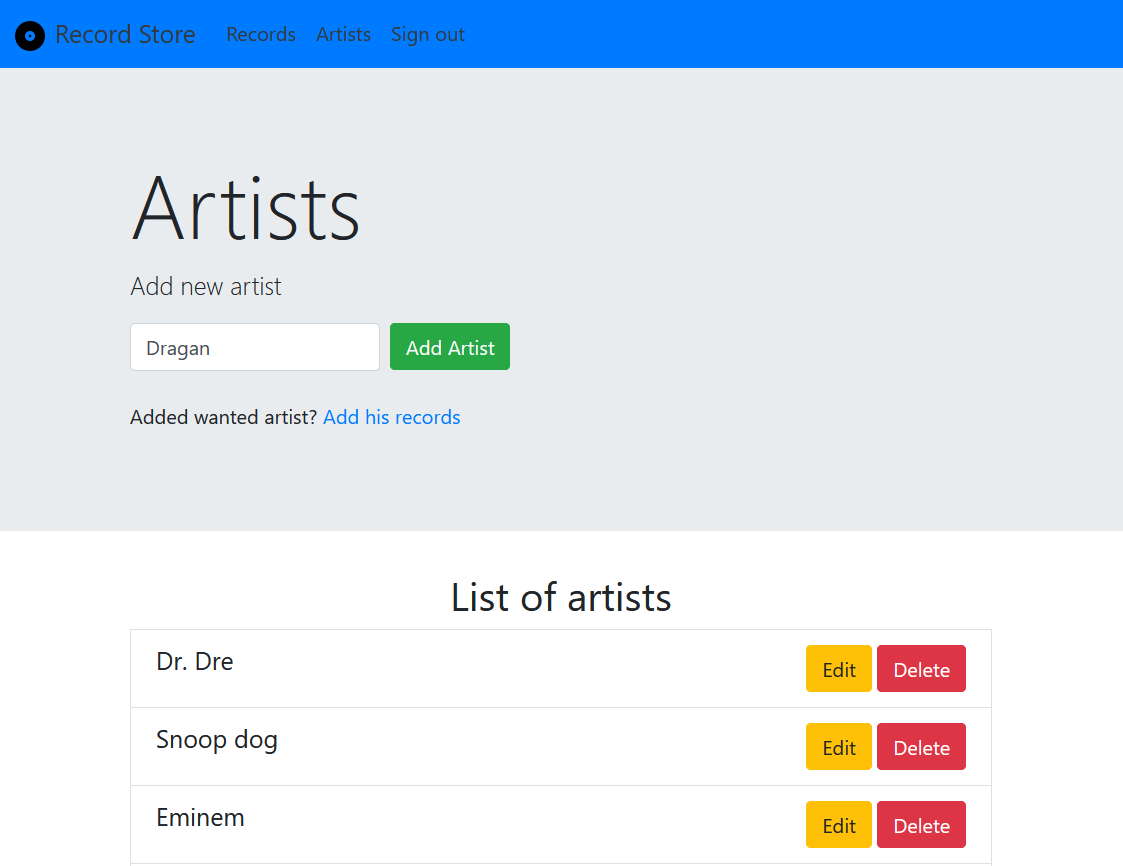 Record Store Records Artists Sign out
Artists
Add new artist
Dragan Add Artist
Added wanted artist? Add his records
List of artists
Dr. Dre Edit Delete
Snoop dog Edit Delete
Eminem Edit Delete